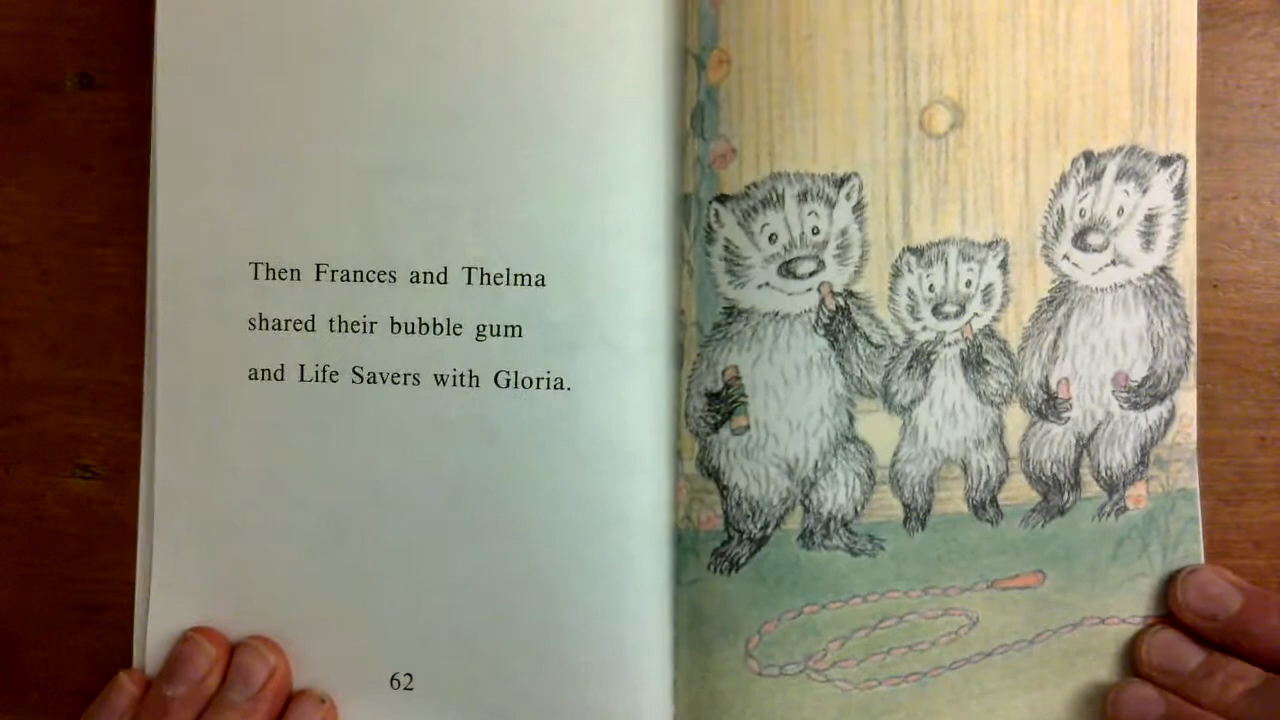 Then Frances and Thelma
shared their bubble gum
and Life Savers with Gloria.
62